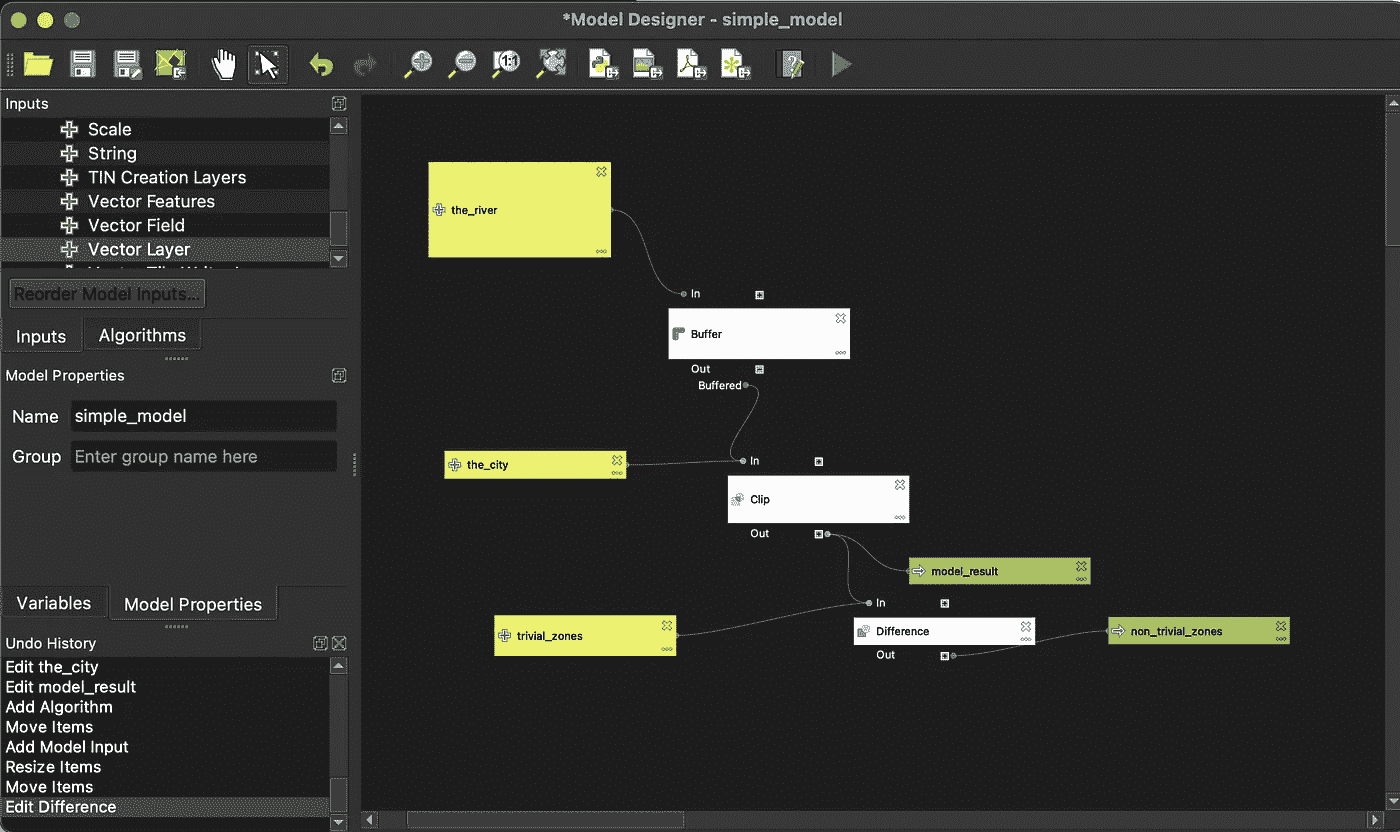 *Model Designer - simple_model
1:1
Inputs
Scale
String
TIN Creation Layers
Vector Features
Vector Field
Vector Layer
Reorder Model Inputs...
Inputs
Algorithms
Model Properties
Name
simple_model
Group
Enter group name here
Variables
Model Properties
Undo History
Edit the_city
Edit model_result
Add Algorithm
Move Items
Add Model Input
Resize Items
Move Items
Edit Difference
the_river
In
Buffer
Out
Buffered
the_city
In
Clip
Out
model_result
In
trivial_zones
Difference
non_trivial_zones
Out